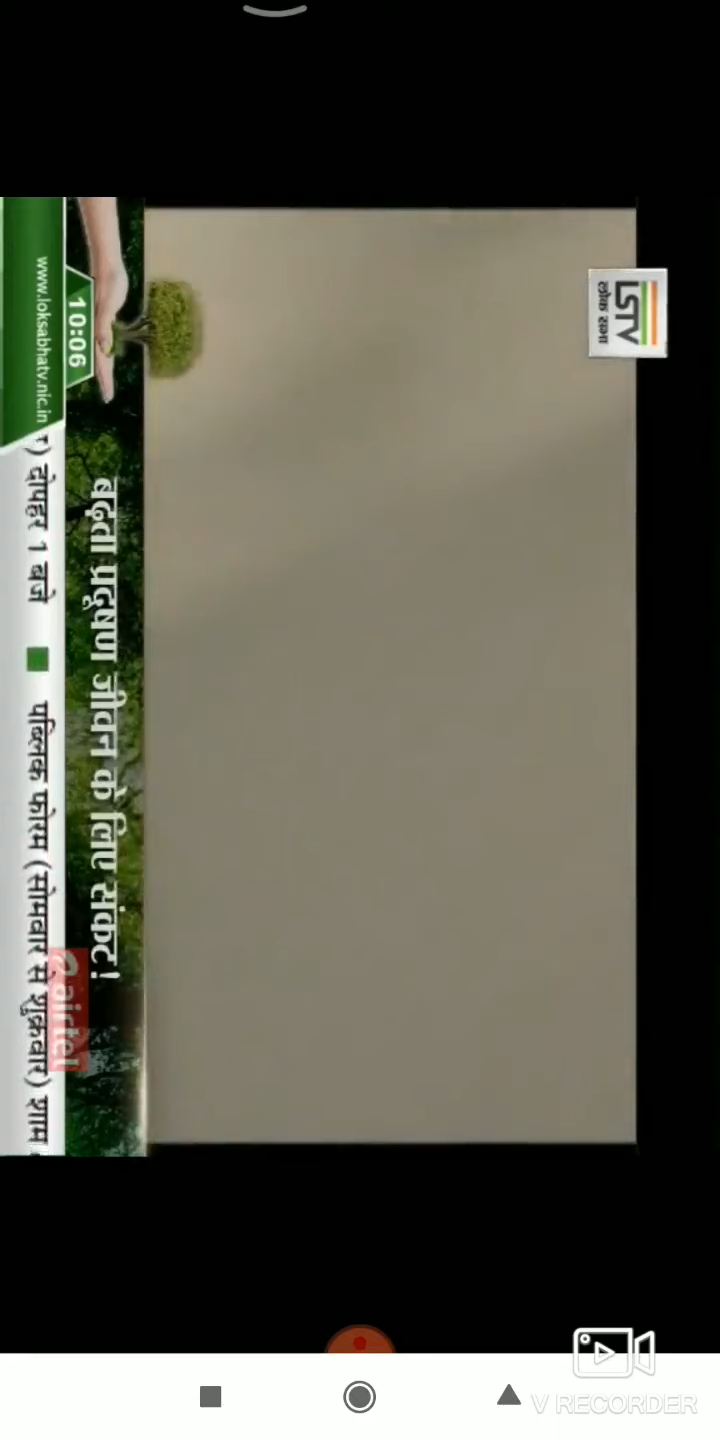 LSTV
लोक सभा
बढ़ता प्रदूषण जीवन के लिए संकट!
10:06
www.loksabhatv.nic.in
र) दोपहर 1 बजे ■ पब्लिक फोरम (सोमवार से शुक्रवार) शाम
airtel
V RECORDER